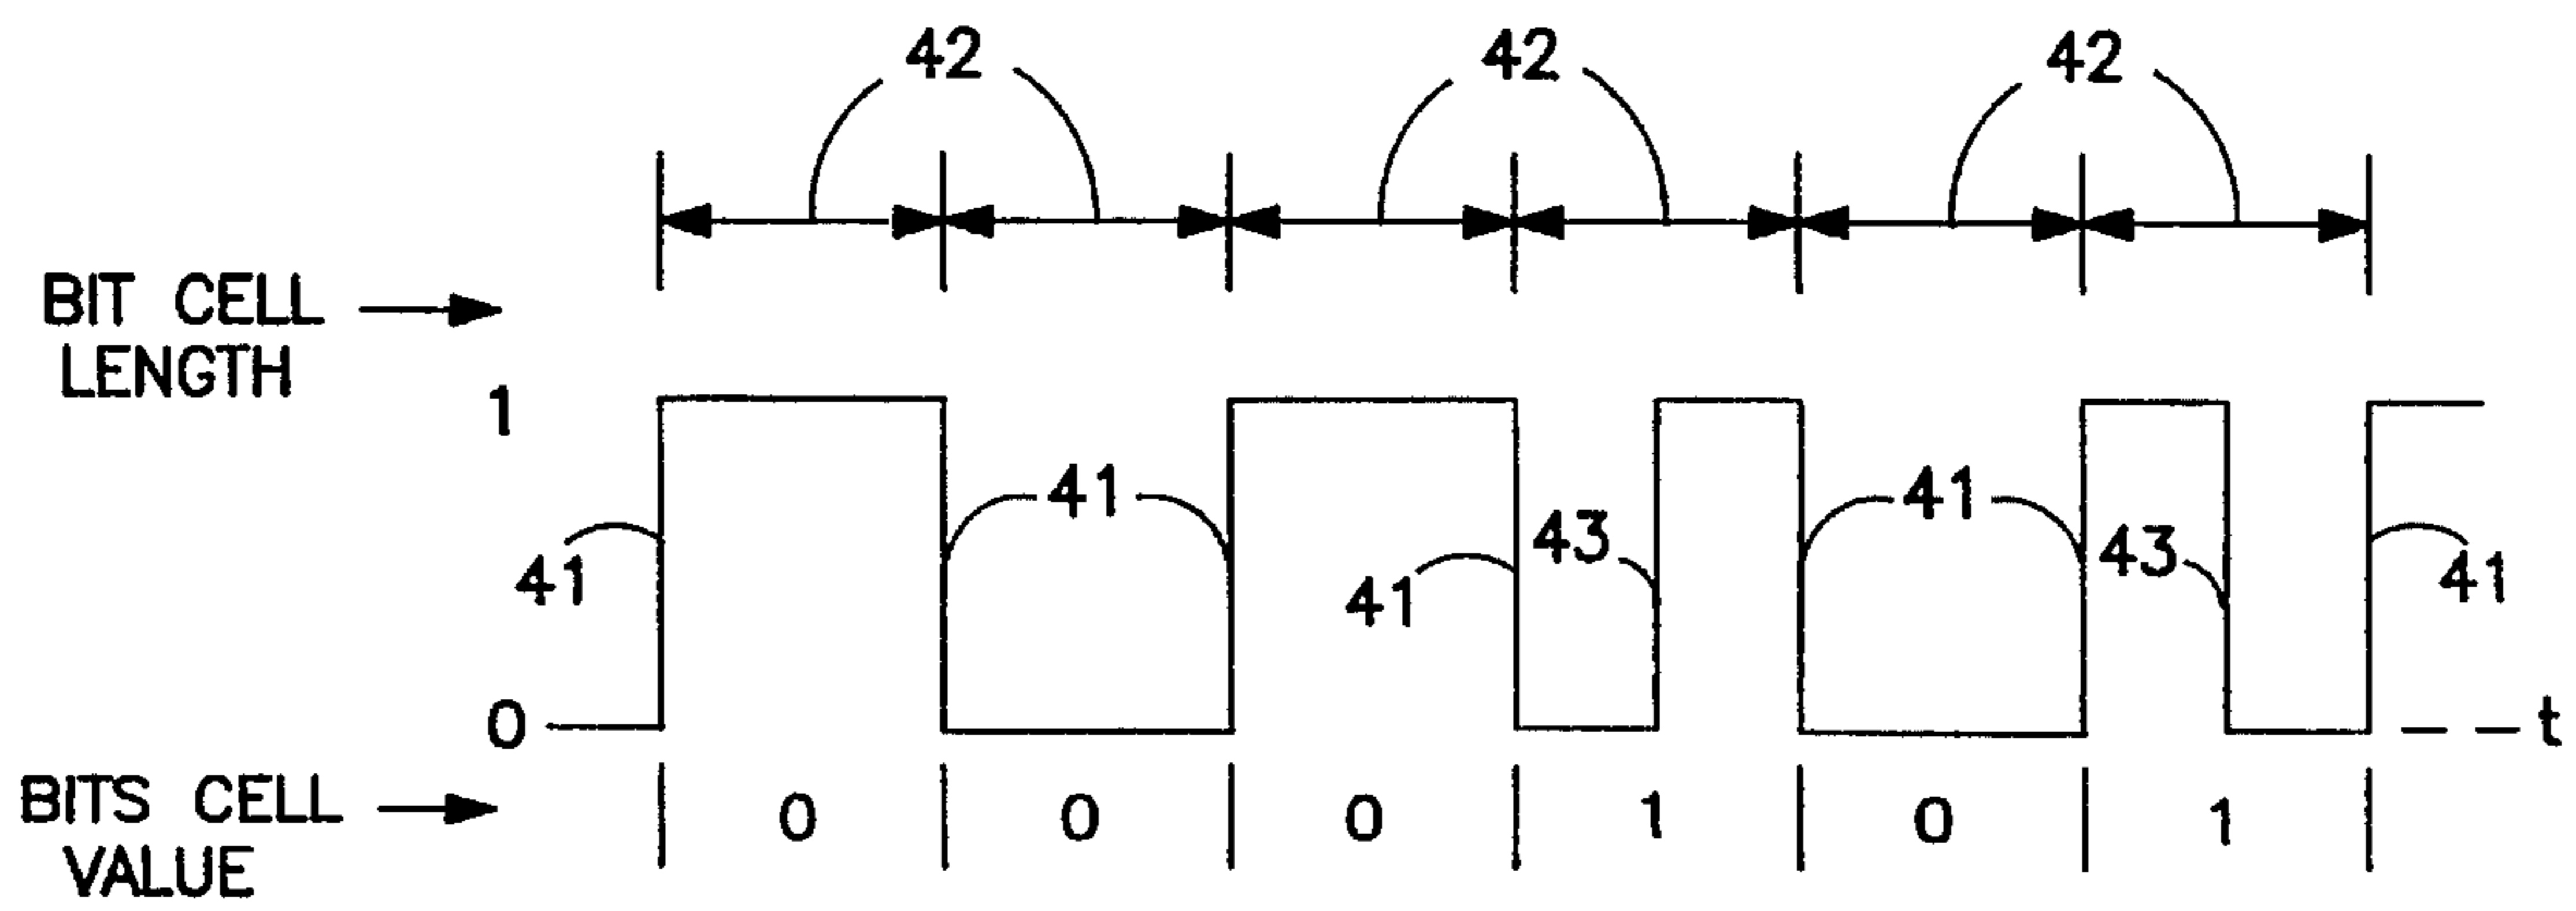 42 42 42
BIT CELL
LENGTH
1
41 41 41 43 41 43 41
0 t
BITS CELL
VALUE
0 0 0 1 0 1